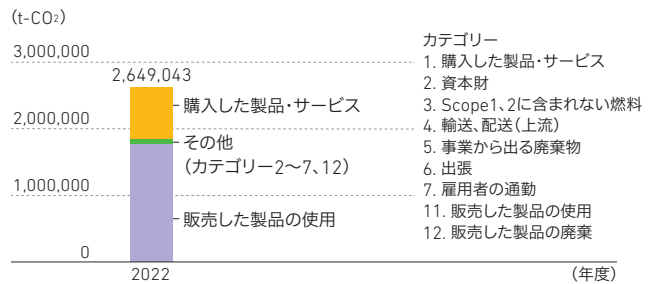 (t-CO₂)
3,000,000
2,649,043
2,000,000
1,000,000
0
購入した製品・サービス
その他
(カテゴリー2〜7、12)
販売した製品の使用
2022
(年度)
カテゴリー
1. 購入した製品・サービス
2. 資本財
3. Scope1、2に含まれない燃料
4. 輸送、配送(上流)
5. 事業から出る廃棄物
6. 出張
7. 雇用者の通勤
11. 販売した製品の使用
12. 販売した製品の廃棄